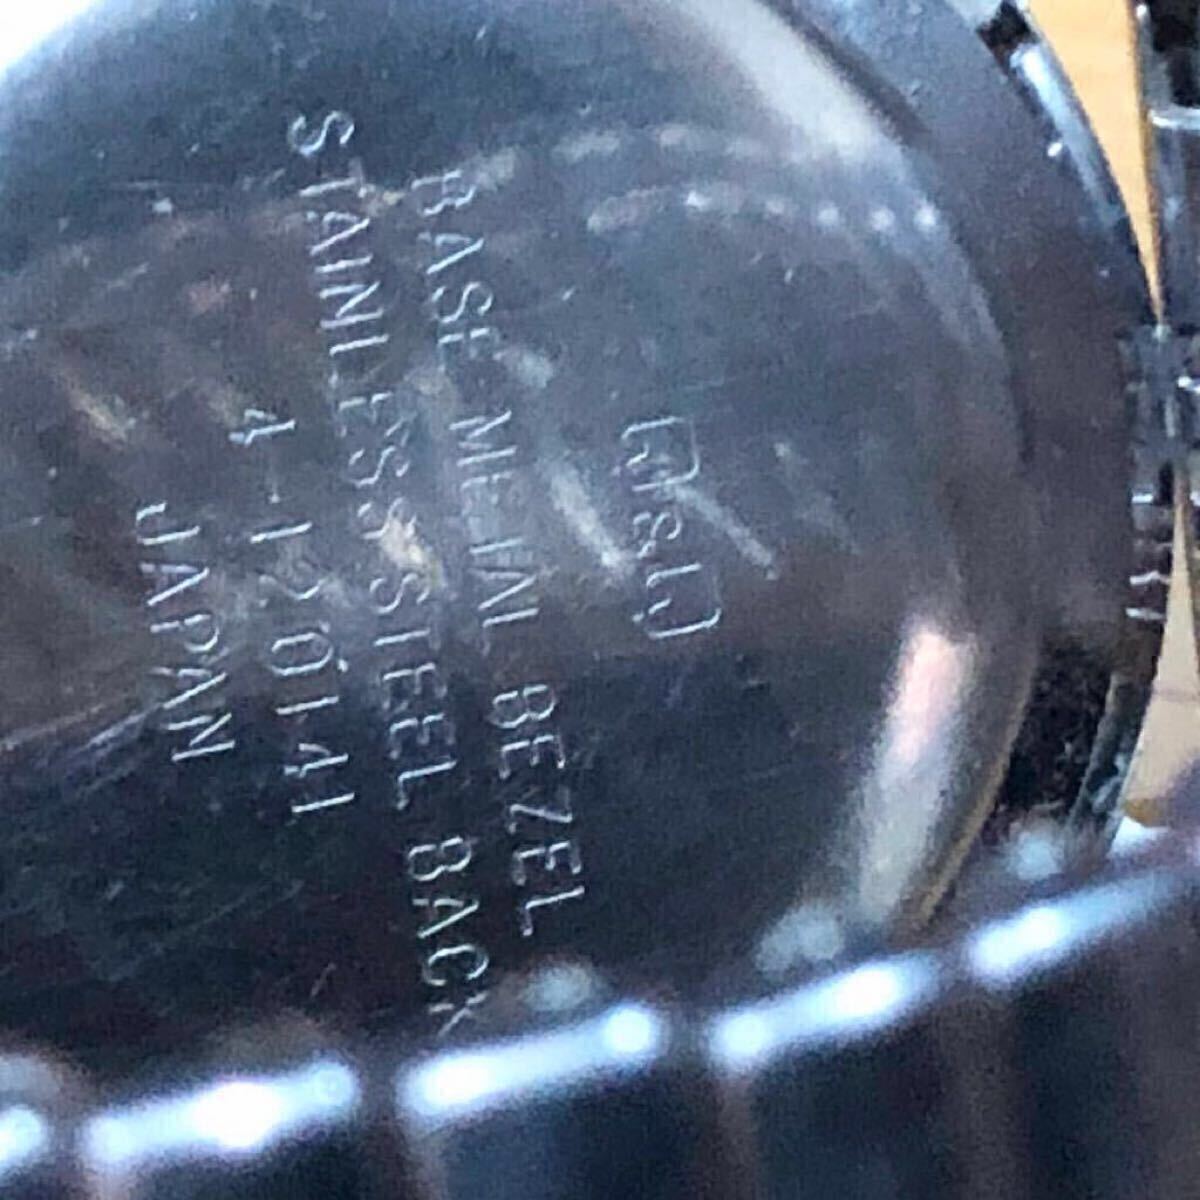 Q&Q
BASE METAL BEZEL
STAINLESS STEEL BACK
4-120141
JAPAN